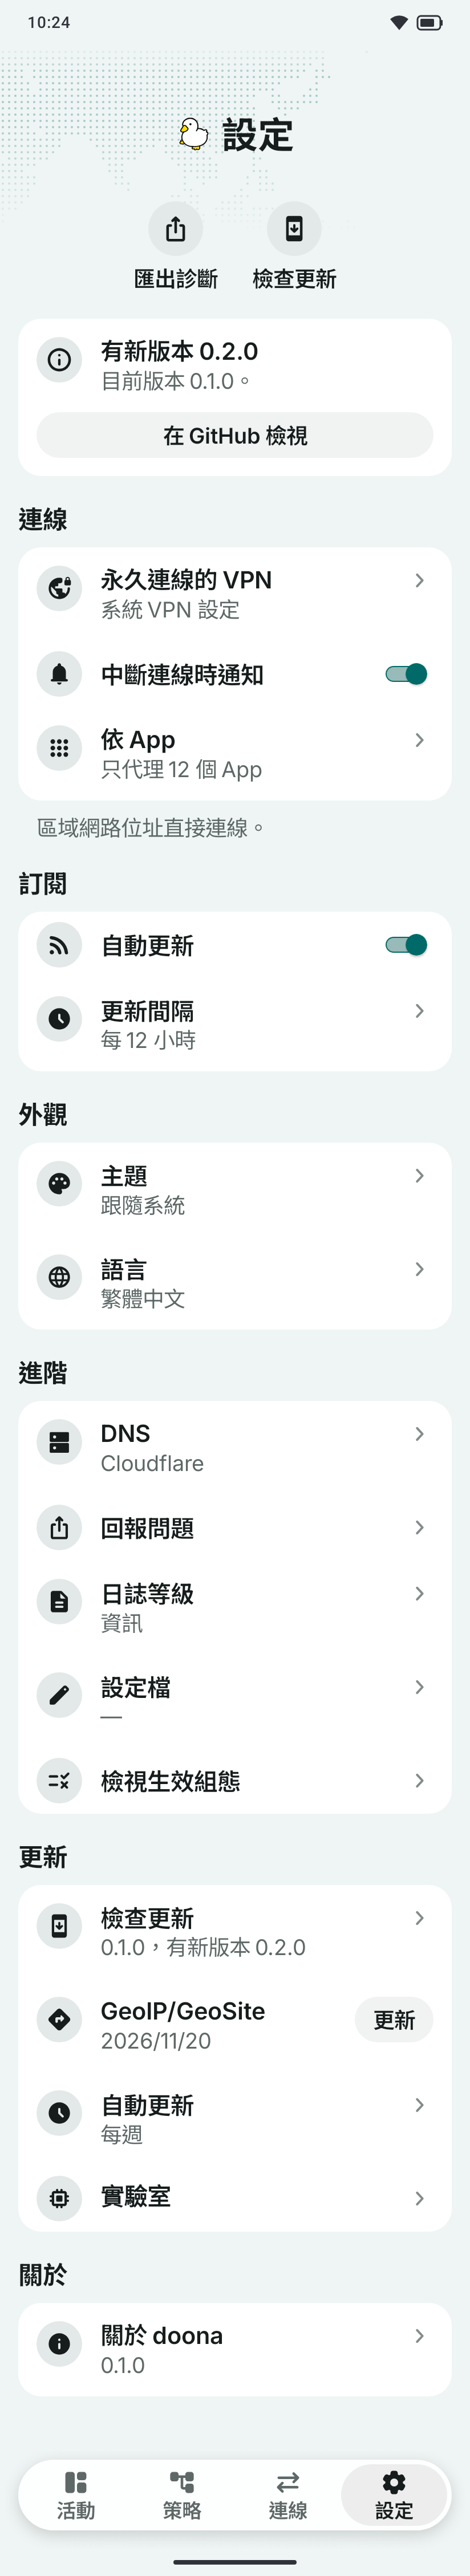 10:24
設定
匯出診斷
檢查更新
有新版本 0.2.0
目前版本 0.1.0。
在 GitHub 檢視
連線
永久連線的 VPN
系統 VPN 設定
中斷連線時通知
依 App
只代理 12 個 App
區域網路位址直接連線。
訂閱
自動更新
更新間隔
每 12 小時
外觀
主題
跟隨系統
語言
繁體中文
進階
DNS
Cloudflare
回報問題
日誌等級
資訊
設定檔
—
檢視生效組態
更新
檢查更新
0.1.0，有新版本 0.2.0
GeoIP/GeoSite
2026/11/20
更新
自動更新
每週
實驗室
關於
關於 doona
0.1.0
活動
策略
連線
設定